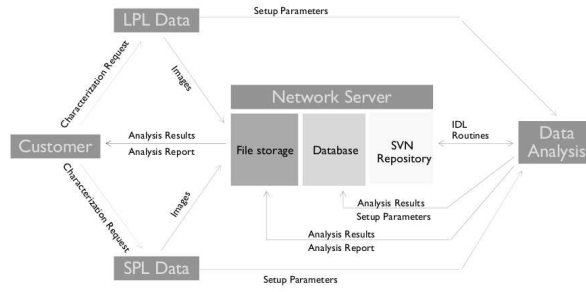 LPL Data
Setup Parameters
Characterization Request
Images
Network Server
Customer
Analysis Results
Analysis Report
File storage
Database
SVN
Repository
IDL
Routines
Data
Analysis
Characterization Request
Images
Analysis Results
Setup Parameters
Analysis Results
Analysis Report
SPL Data
Setup Parameters